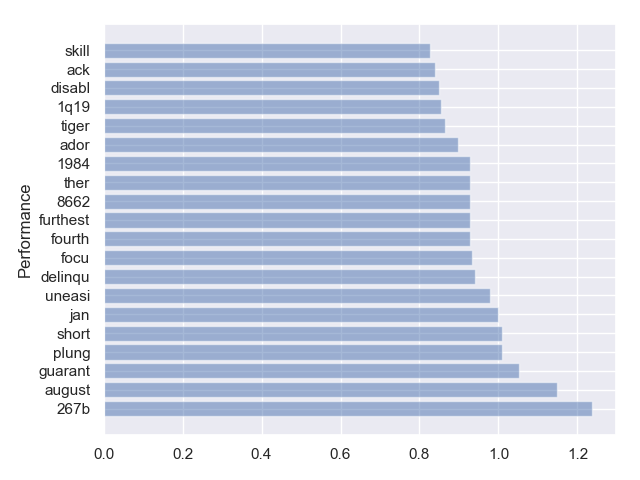 skill
ack
disabl
1q19
tiger
ador
1984
ther
8662
furthest
fourth
focu
delinqu
uneasi
jan
short
plung
guarant
august
267b
Performance
0.0 0.2 0.4 0.6 0.8 1.0 1.2